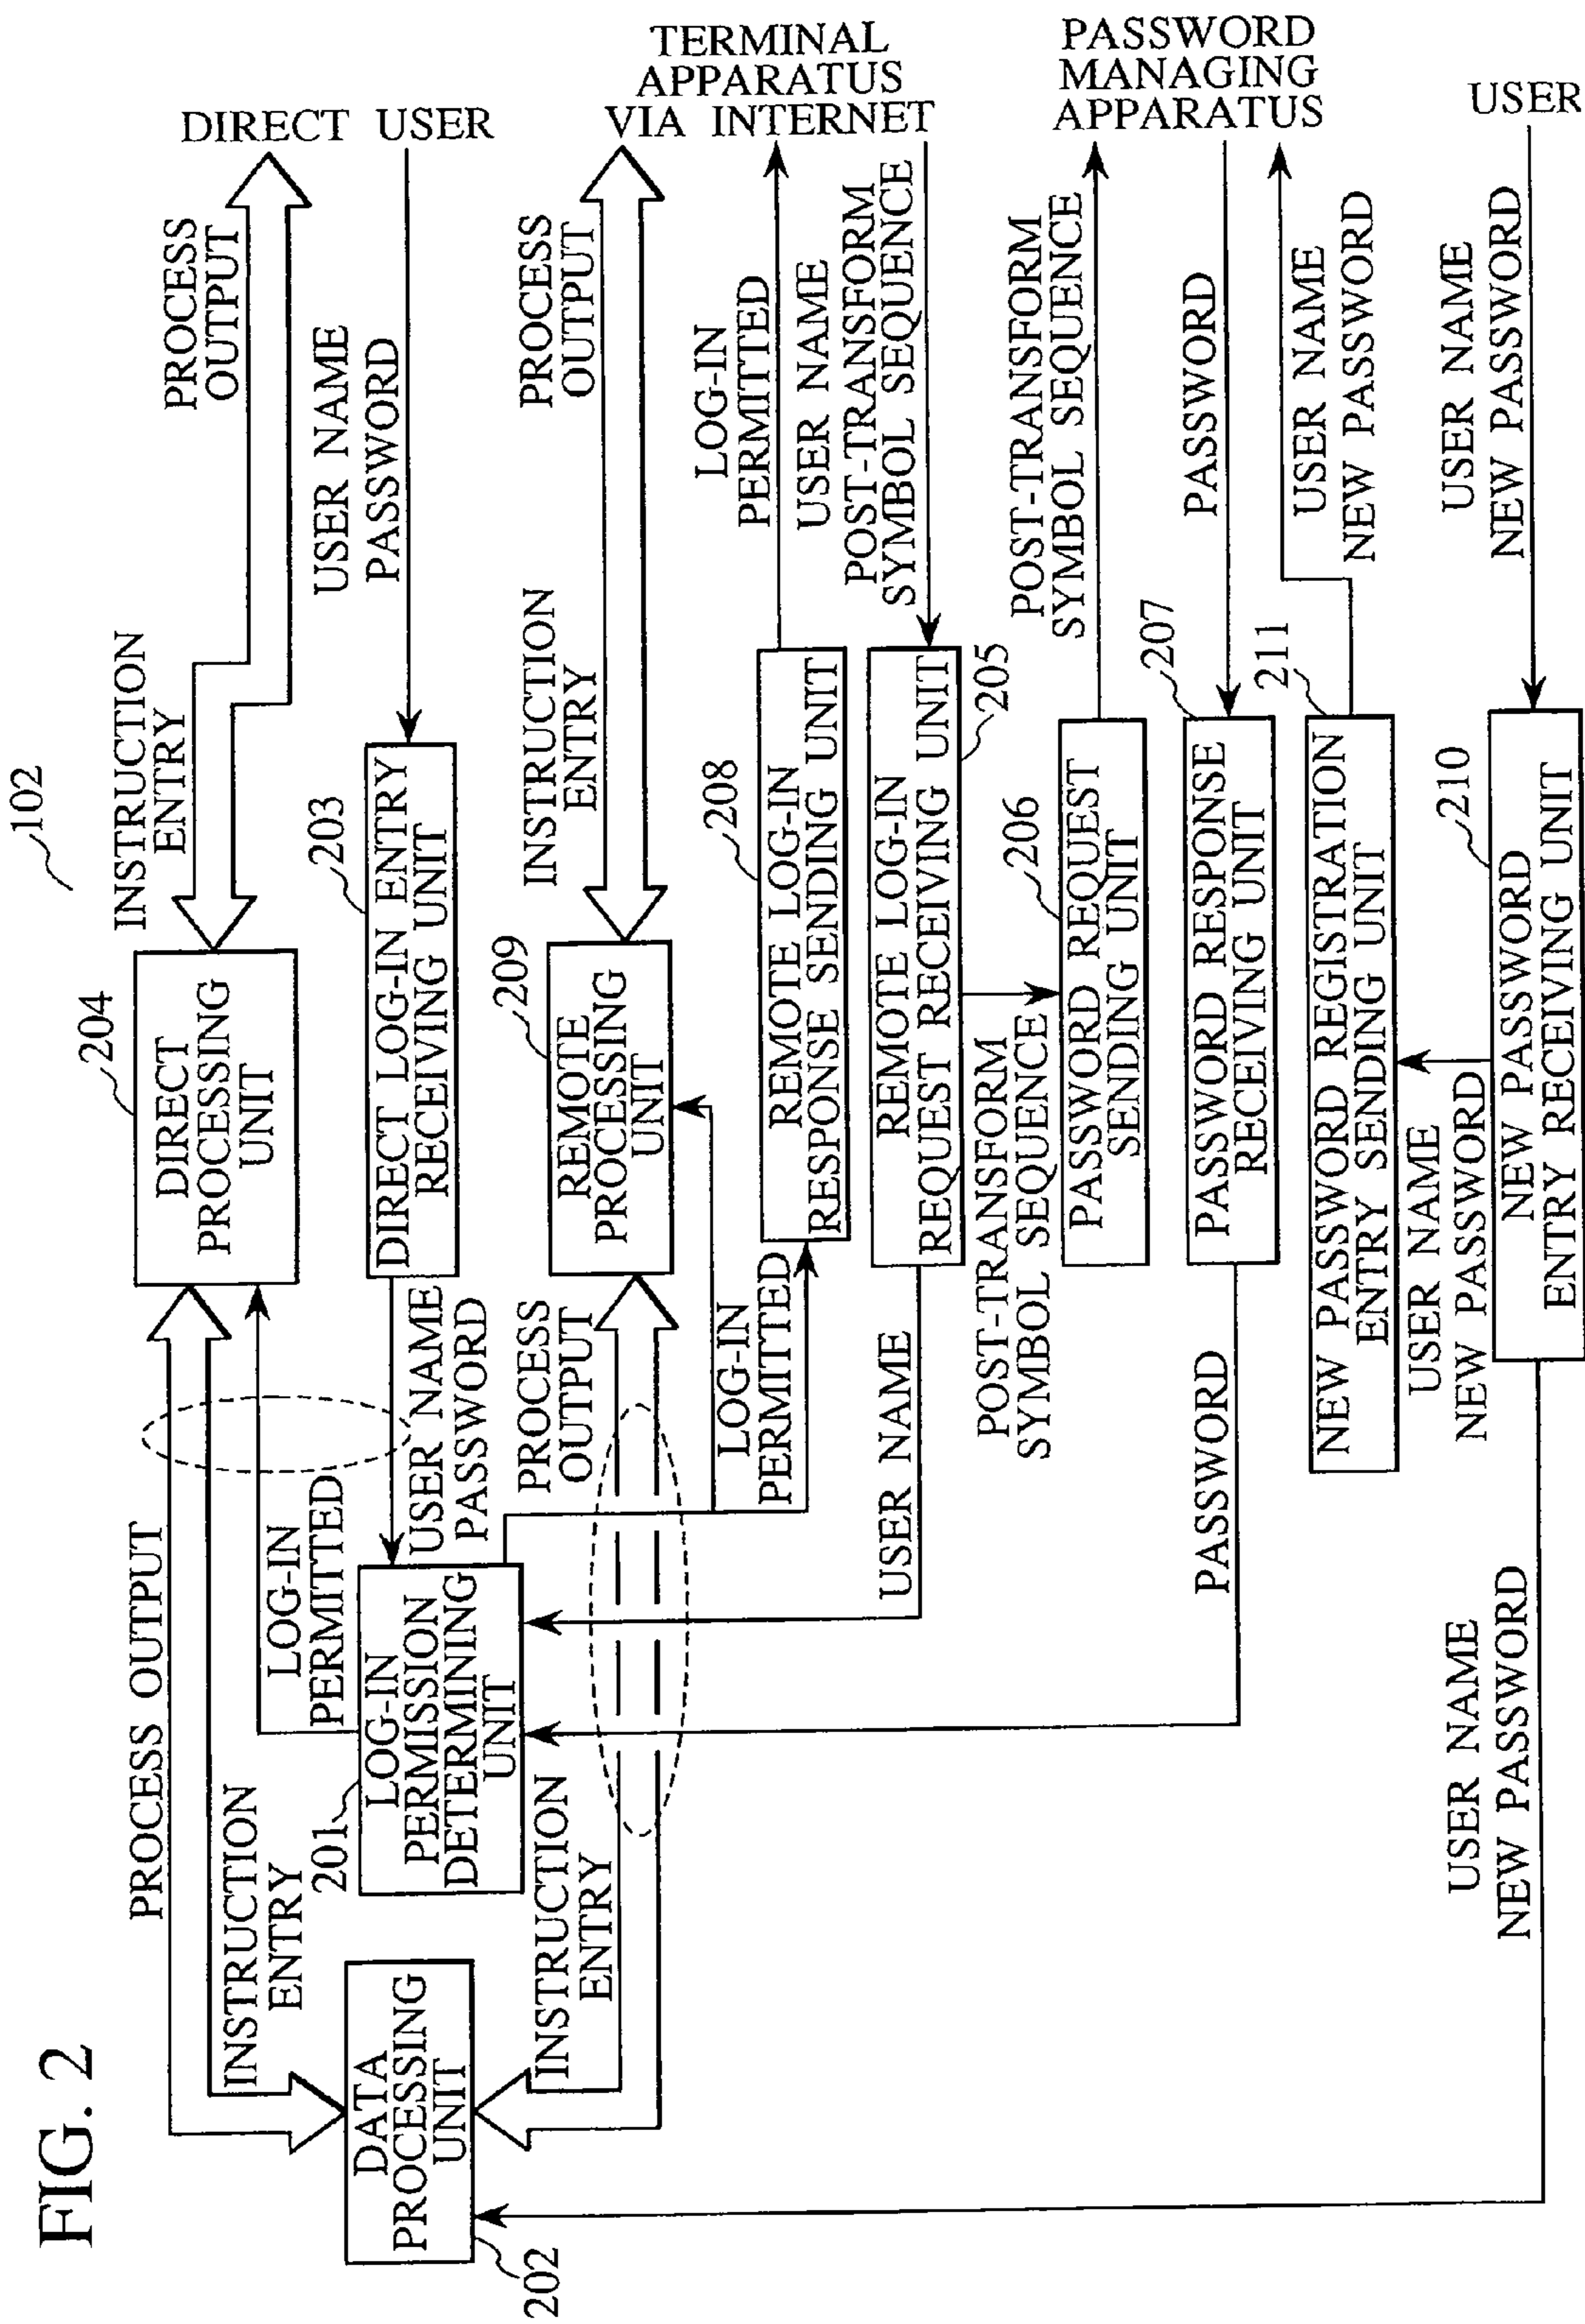 FIG. 2
102
DIRECT USER
TERMINAL
APPARATUS
VIA INTERNET
PASSWORD
MANAGING
APPARATUS
USER
PROCESS
OUTPUT
INSTRUCTION
ENTRY
USER NAME
PASSWORD
PROCESS
OUTPUT
INSTRUCTION
ENTRY
LOG-IN
PERMITTED
USER NAME
POST-TRANSFORM
SYMBOL SEQUENCE
POST-TRANSFORM
SYMBOL SEQUENCE
PASSWORD
USER NAME
NEW PASSWORD
USER NAME
NEW PASSWORD
204
DIRECT
PROCESSING
UNIT
203
DIRECT LOG-IN ENTRY
RECEIVING UNIT
209
REMOTE
PROCESSING
UNIT
208
REMOTE LOG-IN
RESPONSE SENDING UNIT
REMOTE LOG-IN
REQUEST RECEIVING UNIT
205
206
PASSWORD REQUEST
SENDING UNIT
207
PASSWORD RESPONSE
RECEIVING UNIT
211
NEW PASSWORD REGISTRATION
ENTRY SENDING UNIT
210
NEW PASSWORD
ENTRY RECEIVING UNIT
POST-TRANSFORM
SYMBOL SEQUENCE
USER NAME
NEW PASSWORD
PROCESS OUTPUT
INSTRUCTION
ENTRY
LOG-IN
PERMITTED
USER NAME
PASSWORD
PROCESS
OUTPUT
INSTRUCTION
ENTRY
LOG-IN
PERMITTED
USER NAME
PASSWORD
USER NAME
NEW PASSWORD
201
LOG-IN
PERMISSION
DETERMINING
UNIT
DATA
PROCESSING
UNIT
202